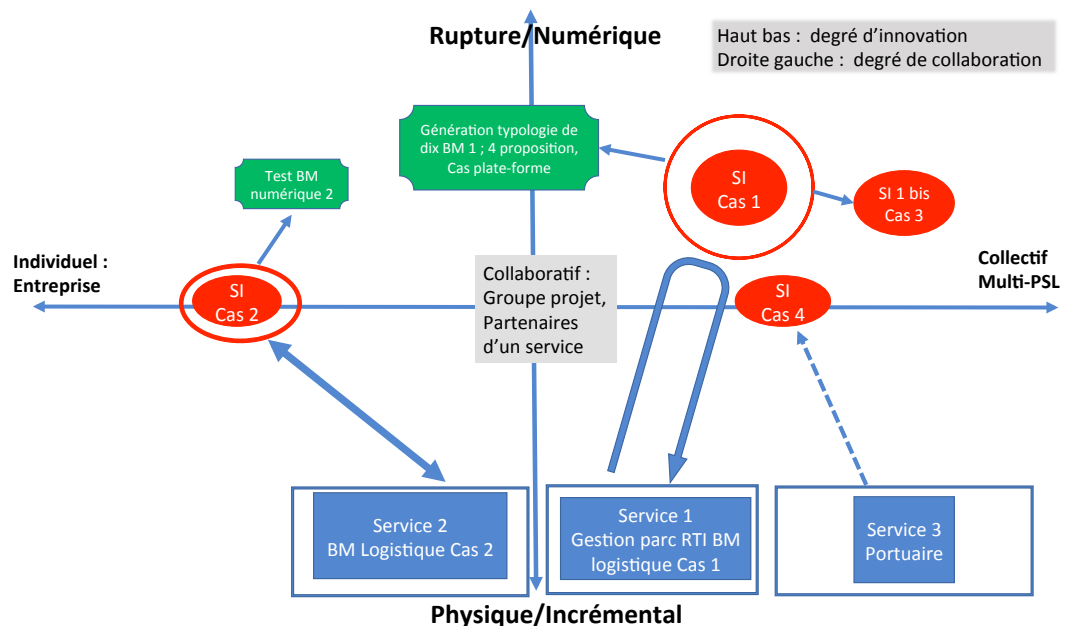 Rupture/Numérique
Haut bas : degré d'innovation
Droite gauche : degré de collaboration
Génération typologie de
dix BM 1 ; 4 proposition,
Cas plate-forme
Test BM
numérique 2
SI
Cas 1
SI 1 bis
Cas 3
Individuel :
Entreprise
SI
Cas 2
Collaboratif :
Groupe projet,
Partenaires
d'un service
SI
Cas 4
Collectif
Multi-PSL
Service 2
BM Logistique Cas 2
Service 1
Gestion parc RTI BM
logistique Cas 1
Service 3
Portuaire
Physique/Incrémental